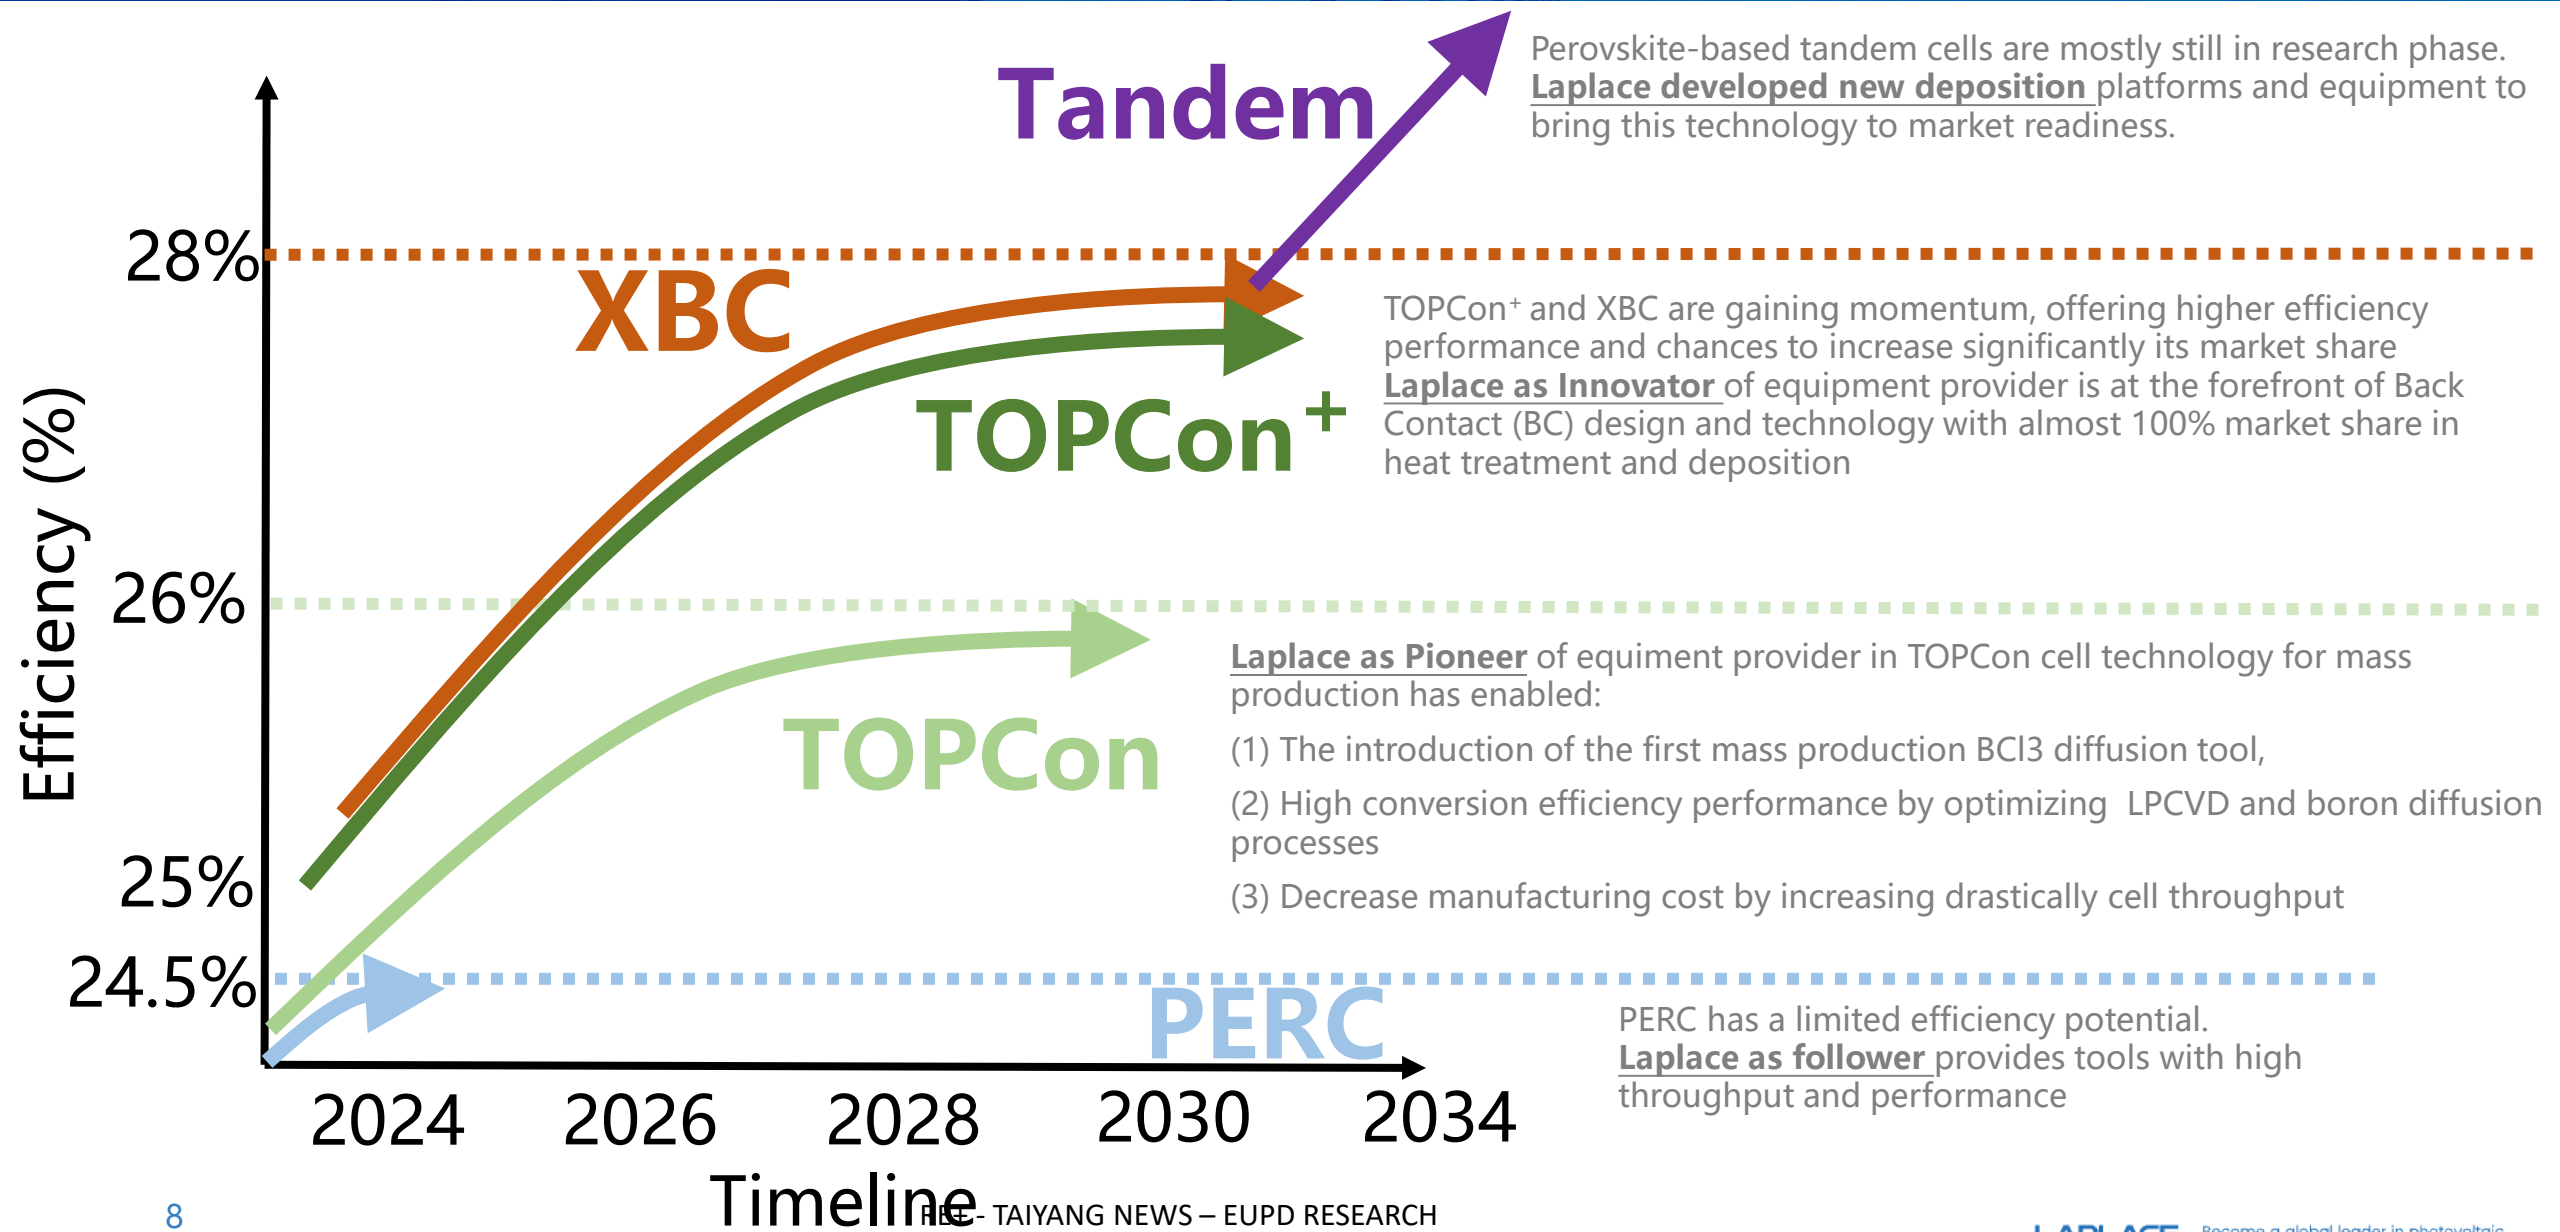 Tandem
Perovskite-based tandem cells are mostly still in research phase.
Laplace developed new deposition platforms and equipment to
bring this technology to market readiness.
28%
XBC
TOPCon⁺
TOPCon⁺ and XBC are gaining momentum, offering higher efficiency
performance and chances to increase significantly its market share
Laplace as Innovator of equipment provider is at the forefront of Back
Contact (BC) design and technology with almost 100% market share in
heat treatment and deposition
Efficiency (%)
26%
TOPCon
Laplace as Pioneer of equiment provider in TOPCon cell technology for mass
production has enabled:
(1) The introduction of the first mass production BCl3 diffusion tool,
(2) High conversion efficiency performance by optimizing LPCVD and boron diffusion
processes
(3) Decrease manufacturing cost by increasing drastically cell throughput
25%
24.5%
PERC
PERC has a limited efficiency potential.
Laplace as follower provides tools with high
throughput and performance
2024 2026 2028 2030 2034
Timeline
8
RE+ - TAIYANG NEWS – EUPD RESEARCH
LAPLACE
Become a global leader in photovoltaic